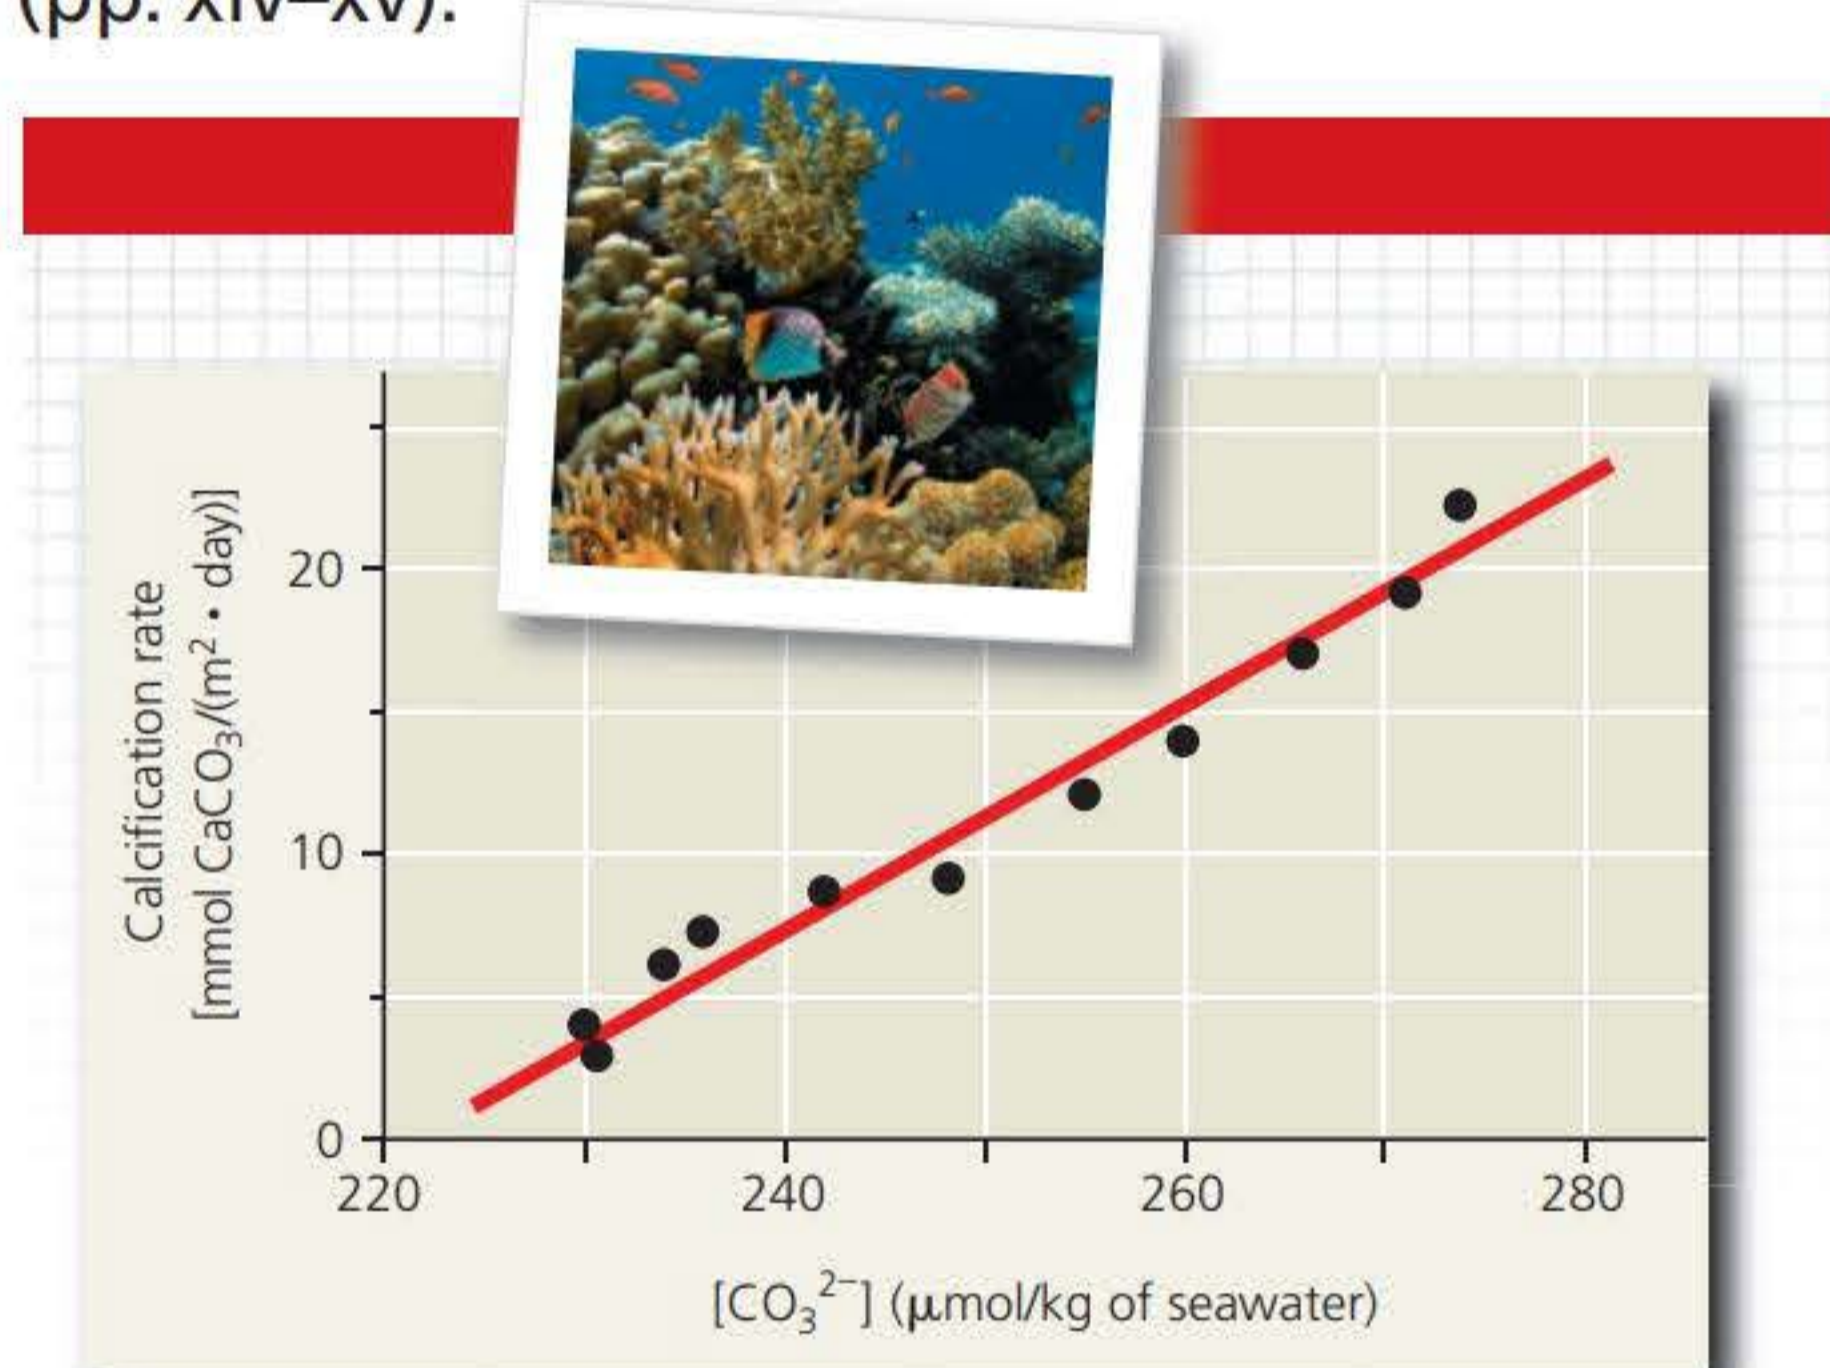 (pp. xiv–xv).
Calcification rate
[mmol CaCO₃/(m² • day)]
20
10
0
220 240 260 280
[CO₃²⁻] (μmol/kg of seawater)